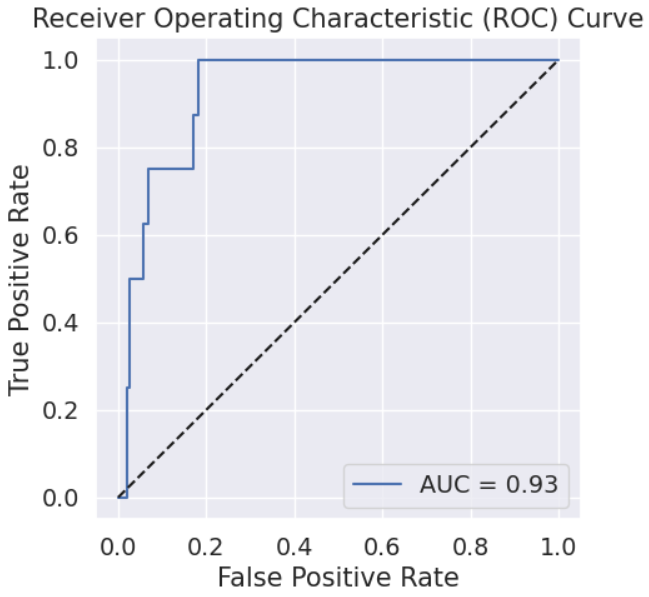 Receiver Operating Characteristic (ROC) Curve
True Positive Rate
1.0
0.8
0.6
0.4
0.2
0.0
AUC = 0.93
0.0 0.2 0.4 0.6 0.8 1.0
False Positive Rate